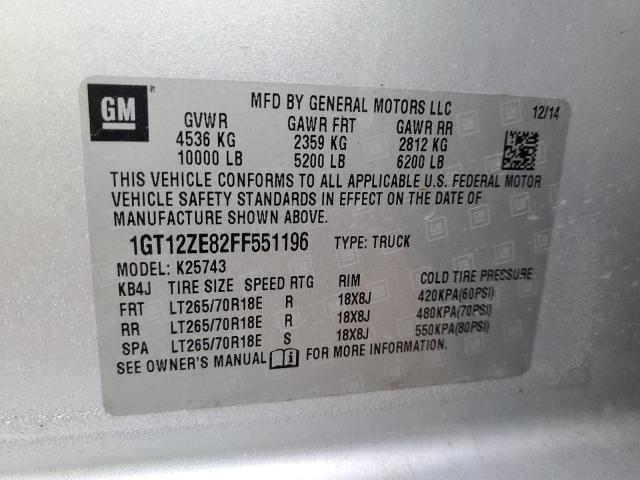 GM
MFD BY GENERAL MOTORS LLC 12/14
GVWR GAWR FRT GAWR RR
4536 KG 2359 KG 2812 KG
10000 LB 5200 LB 6200 LB
THIS VEHICLE CONFORMS TO ALL APPLICABLE U.S. FEDERAL MOTOR
VEHICLE SAFETY STANDARDS IN EFFECT ON THE DATE OF
MANUFACTURE SHOWN ABOVE.
1GT12ZE82FF551196 TYPE: TRUCK
MODEL: K25743
KB4J TIRE SIZE SPEED RTG RIM COLD TIRE PRESSURE
FRT LT265/70R18E R 18X8J 420KPA(60PSI)
RR LT265/70R18E R 18X8J 480KPA(70PSI)
SPA LT265/70R18E S 18X8J 550KPA(80PSI)
SEE OWNER'S MANUAL FOR MORE INFORMATION.